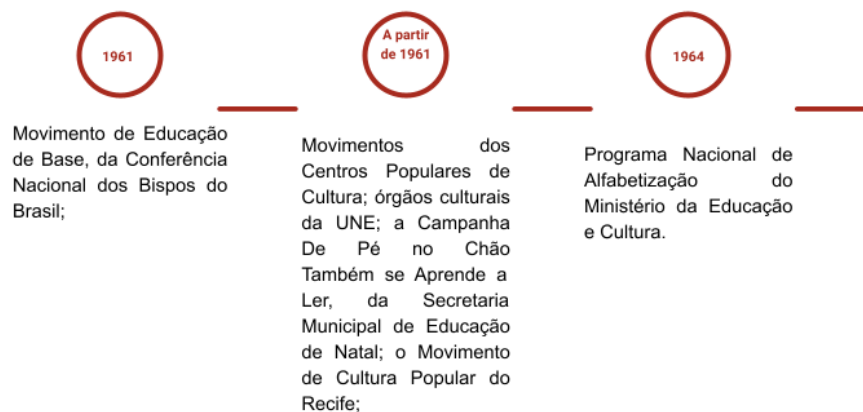 1961
Movimento de Educação
de Base, da Conferência
Nacional dos Bispos do
Brasil;
A partir
de 1961
Movimentos dos
Centros Populares de
Cultura; órgãos culturais
da UNE; a Campanha
De Pé no Chão
Também se Aprende a
Ler, da Secretaria
Municipal de Educação
de Natal; o Movimento
de Cultura Popular do
Recife;
1964
Programa Nacional de
Alfabetização do
Ministério da Educação
e Cultura.